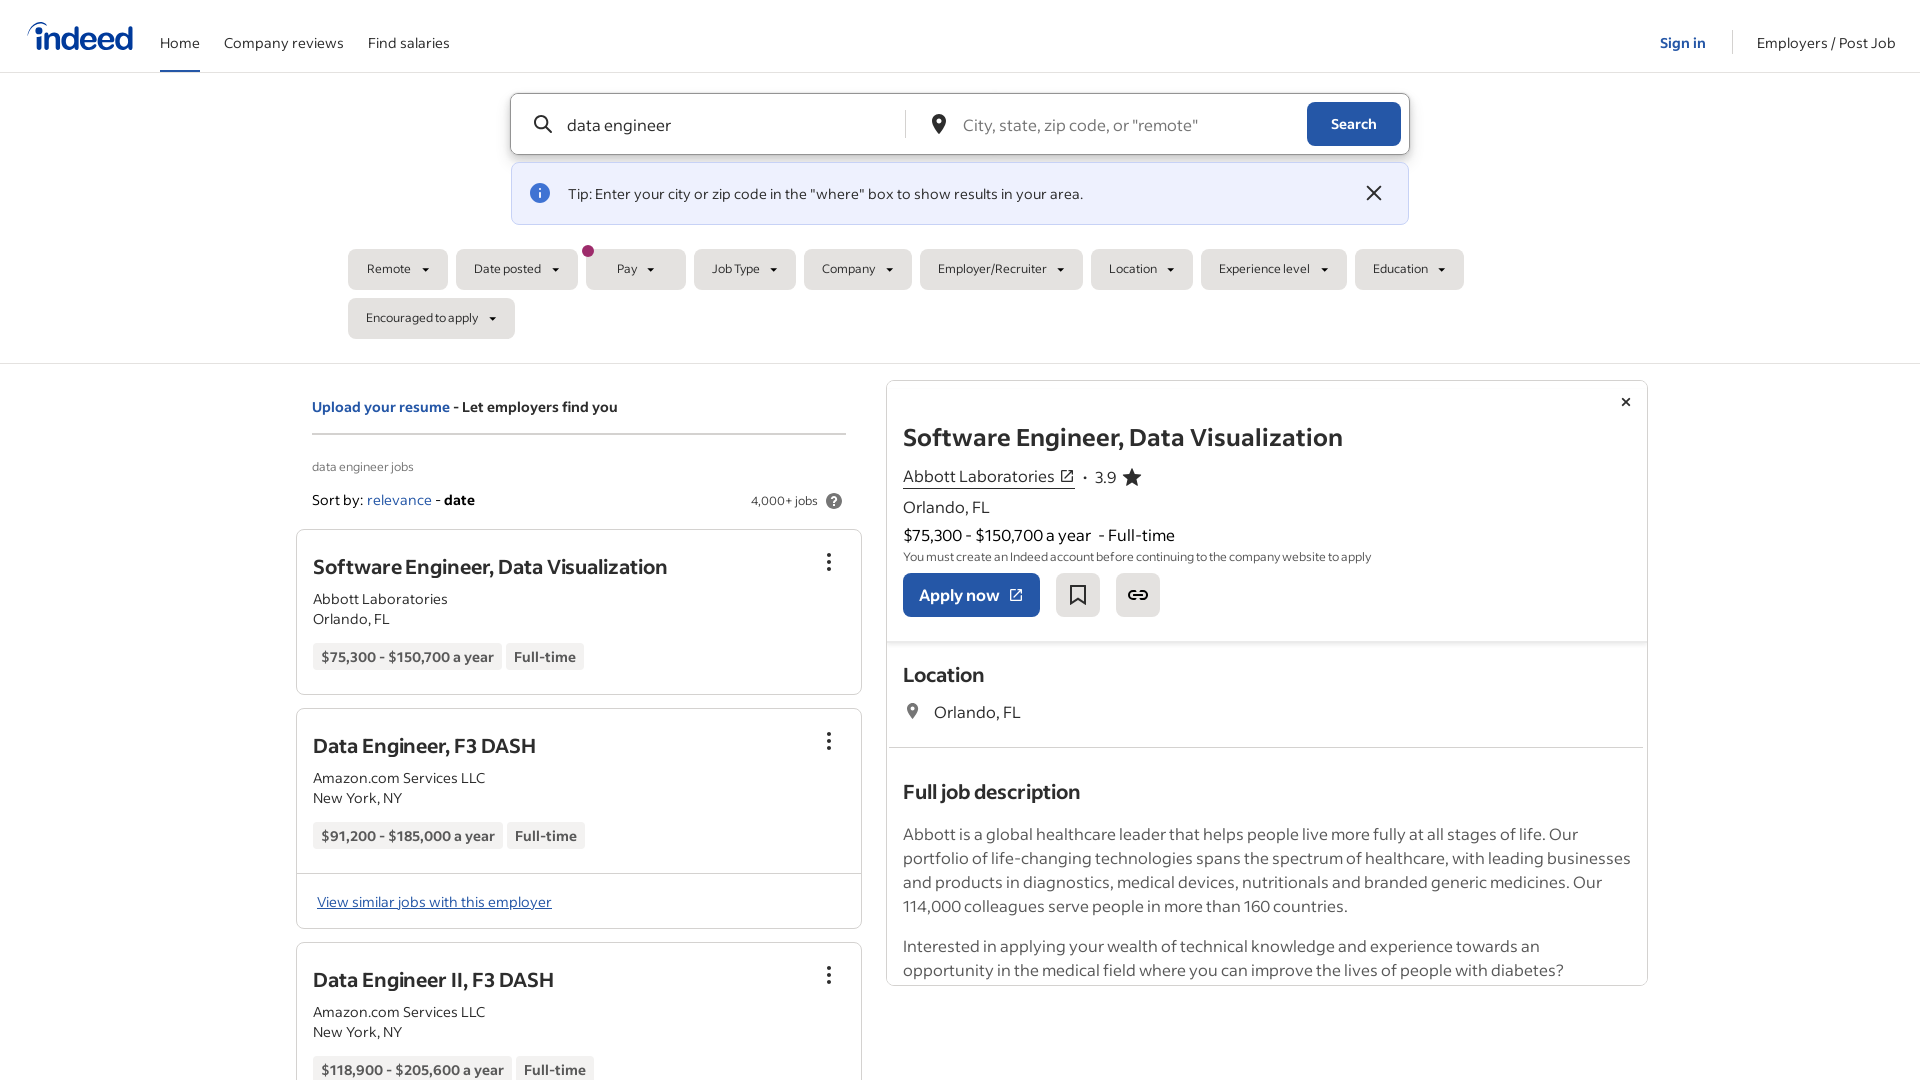 indeed
Home
Company reviews
Find salaries
Sign in
Employers / Post Job
data engineer
City, state, zip code, or "remote"
Search
Tip: Enter your city or zip code in the "where" box to show results in your area.
Remote
Date posted
Pay
Job Type
Company
Employer/Recruiter
Location
Experience level
Education
Encouraged to apply
Upload your resume - Let employers find you
data engineer jobs
Sort by: relevance - date
4,000+ jobs
Software Engineer, Data Visualization
Abbott Laboratories
Orlando, FL
$75,300 - $150,700 a year
Full-time
Data Engineer, F3 DASH
Amazon.com Services LLC
New York, NY
$91,200 - $185,000 a year
Full-time
View similar jobs with this employer
Data Engineer II, F3 DASH
Amazon.com Services LLC
New York, NY
$118,900 - $205,600 a year
Full-time
Software Engineer, Data Visualization
Abbott Laboratories • 3.9
Orlando, FL
$75,300 - $150,700 a year - Full-time
You must create an Indeed account before continuing to the company website to apply
Apply now
Location
Orlando, FL
Full job description
Abbott is a global healthcare leader that helps people live more fully at all stages of life. Our
portfolio of life-changing technologies spans the spectrum of healthcare, with leading businesses
and products in diagnostics, medical devices, nutritionals and branded generic medicines. Our
114,000 colleagues serve people in more than 160 countries.
Interested in applying your wealth of technical knowledge and experience towards an
opportunity in the medical field where you can improve the lives of people with diabetes?